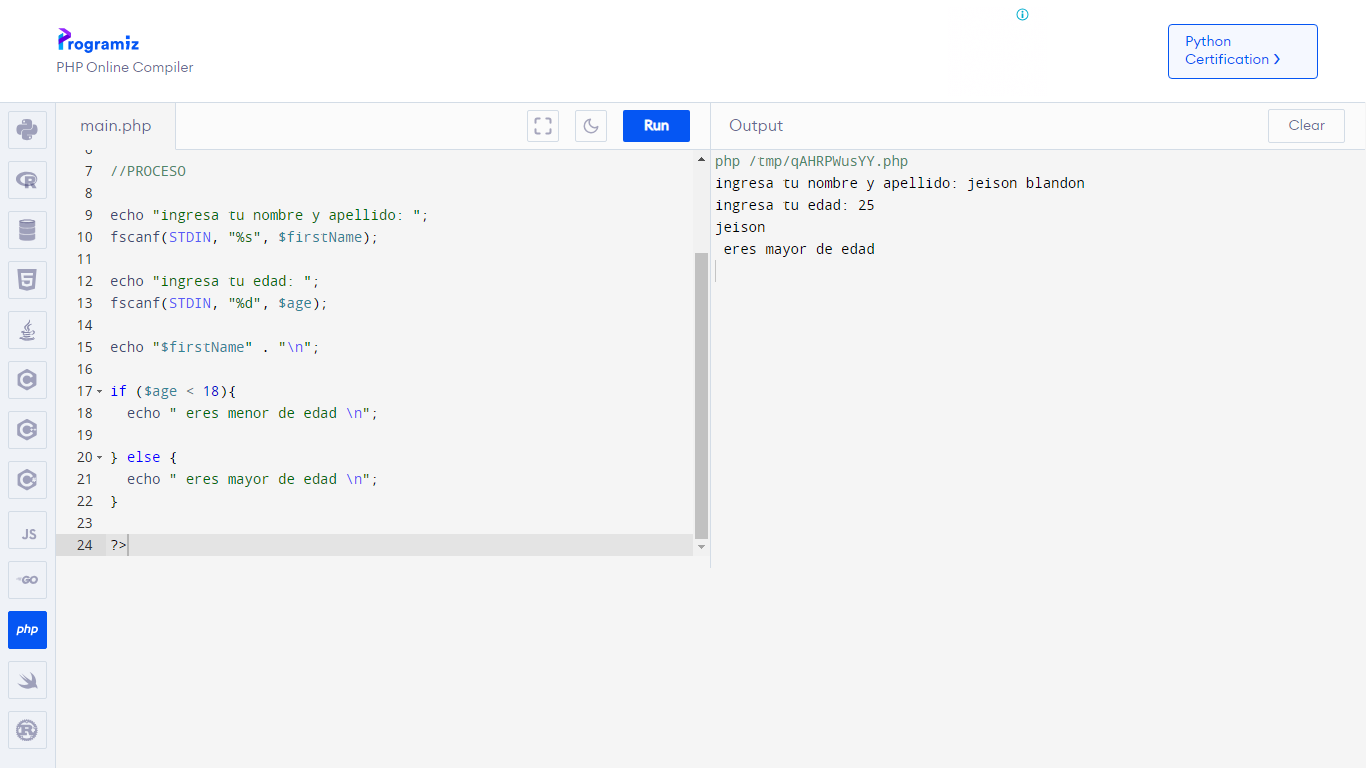 Programiz
PHP Online Compiler
Python
Certification ❯
main.php
Run
Output
Clear
6
7 //PROCESO
8
9 echo "ingresa tu nombre y apellido: ";
10 fscanf(STDIN, "%s", $firstName);
11
12 echo "ingresa tu edad: ";
13 fscanf(STDIN, "%d", $age);
14
15 echo "$firstName" . "\n";
16
17 if ($age < 18){
18   echo " eres menor de edad \n";
19
20 } else {
21   echo " eres mayor de edad \n";
22 }
23
24 ?>
php /tmp/qAHRPWusYY.php
ingresa tu nombre y apellido: jeison blandon
ingresa tu edad: 25
jeison
 eres mayor de edad
R
5
C
C
C
JS
GO
php
R